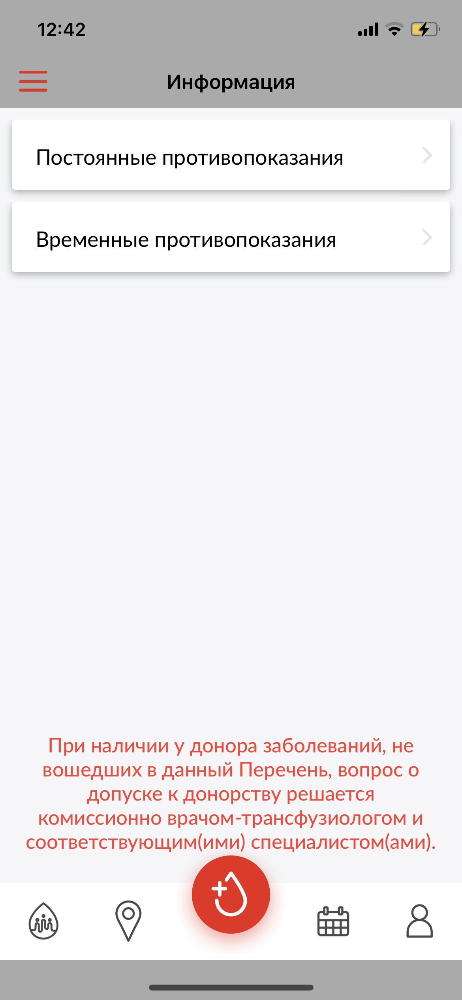 12:42
Информация
Постоянные противопоказания
Временные противопоказания
При наличии у донора заболеваний, не
вошедших в данный Перечень, вопрос о
допуске к донорству решается
комиссионно врачом-трансфузиологом и
соответствующим(ими) специалистом(ами).